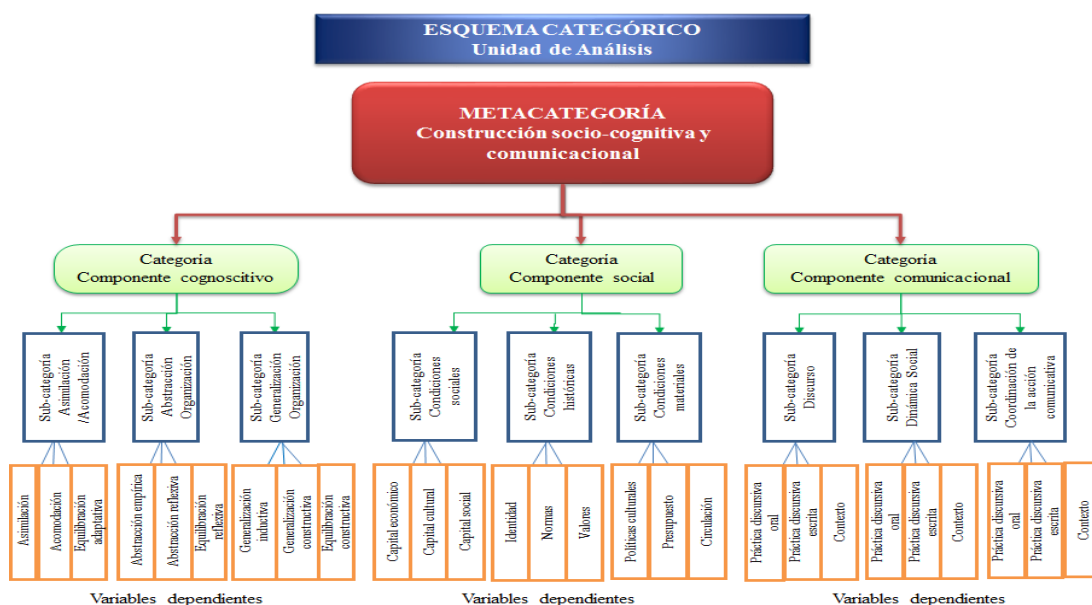 ESQUEMA CATEGÓRICO
Unidad de Análisis
METACATEGORÍA
Construcción socio-cognitiva y
comunicacional
Categoría
Componente cognoscitivo
Categoría
Componente social
Categoría
Componente comunicacional
Sub-categoría
Asimilación
/Acomodación
Sub-categoría
Abstracción
Organización
Sub-categoría
Generalización
Organización
Sub-categoría
Condiciones
sociales
Sub-categoría
Condiciones
históricas
Sub-categoría
Condiciones
materiales
Sub-categoría
Discurso
Sub-categoría
Dinámica Social
Sub-categoría
Coordinación de
la acción
comunicativa
Asimilación
Acomodación
Equilibración
adaptativa
Abstracción empírica
Abstracción reflexiva
Equilibración
reflexiva
Generalización
inductiva
Generalización
constructiva
Equilibración
constructiva
Capital económico
Capital cultural
Capital social
Identidad
Normas
Valores
Políticas culturales
Presupuesto
Circulación
Práctica discursiva
oral
Práctica discursiva
escrita
Contexto
Práctica discursiva
oral
Práctica discursiva
escrita
Contexto
Práctica discursiva
oral
Práctica discursiva
escrita
Contexto
Variables dependientes
Variables dependientes
Variables dependientes